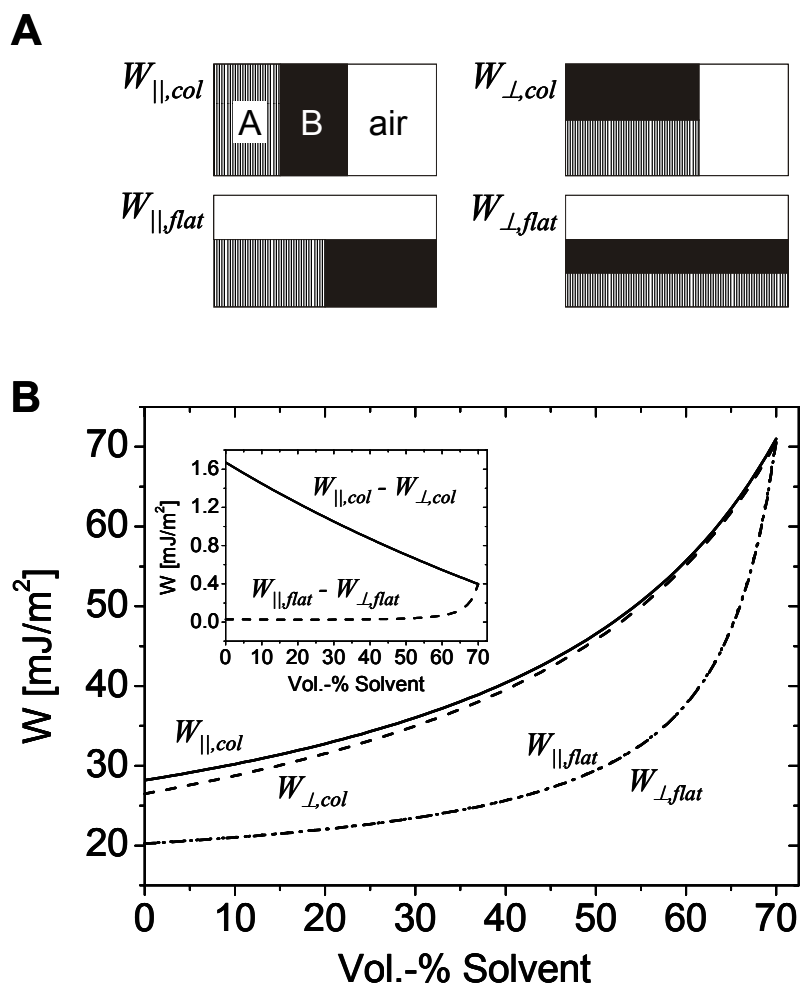 A
W||,col
W⊥,col
A B air
W||,flat
W⊥,flat
B
W [mJ/m²]
70
60
50
40
30
20
0 10 20 30 40 50 60 70
Vol.-% Solvent
W||,col
W⊥,col
W||,flat
W⊥,flat
W [mJ/m²]
1.6
1.2
0.8
0.4
0.0
0 10 20 30 40 50 60 70
Vol.-% Solvent
W||,col - W⊥,col
W||,flat - W⊥,flat